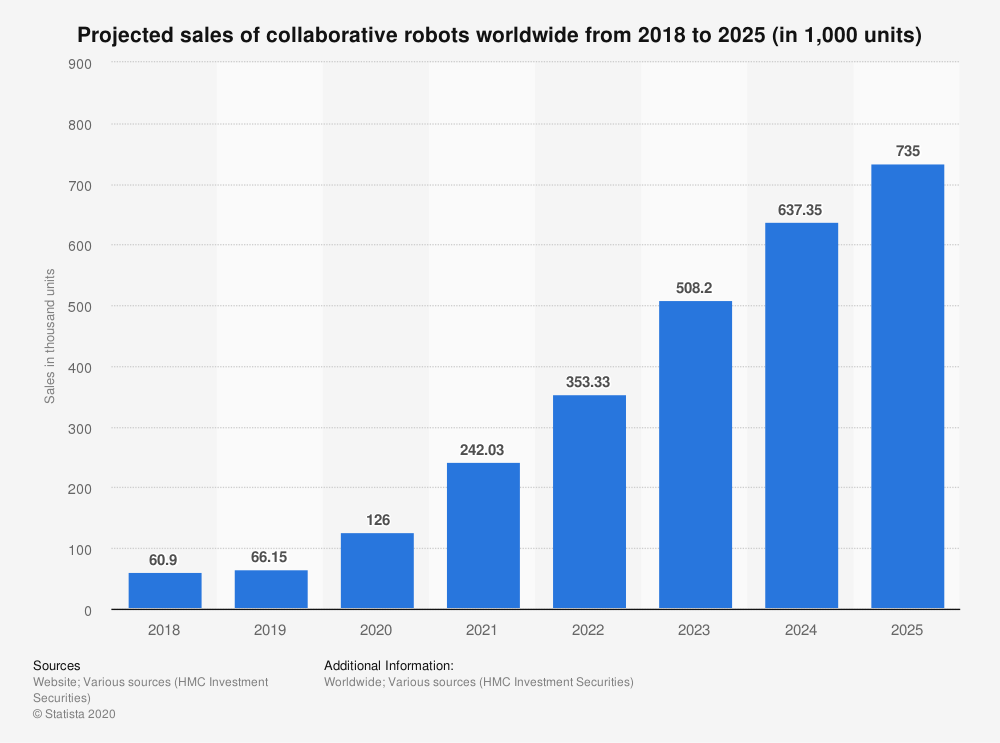 Projected sales of collaborative robots worldwide from 2018 to 2025 (in 1,000 units)
Sales in thousand units
900
800
700
600
500
400
300
200
100
0
60.9
66.15
126
242.03
353.33
508.2
637.35
735
2018 2019 2020 2021 2022 2023 2024 2025
Sources
Website; Various sources (HMC Investment
Securities)
© Statista 2020
Additional Information:
Worldwide; Various sources (HMC Investment Securities)